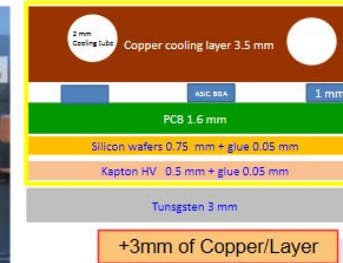 2 mm
Cooling tube
Copper cooling layer 3.5 mm
ASIC BGA
1 mm
PCB 1.6 mm
Silicon wafers 0.75 mm + glue 0.05 mm
Kapton HV 0.5 mm + glue 0.05 mm
Tunsgsten 3 mm
+3mm of Copper/Layer